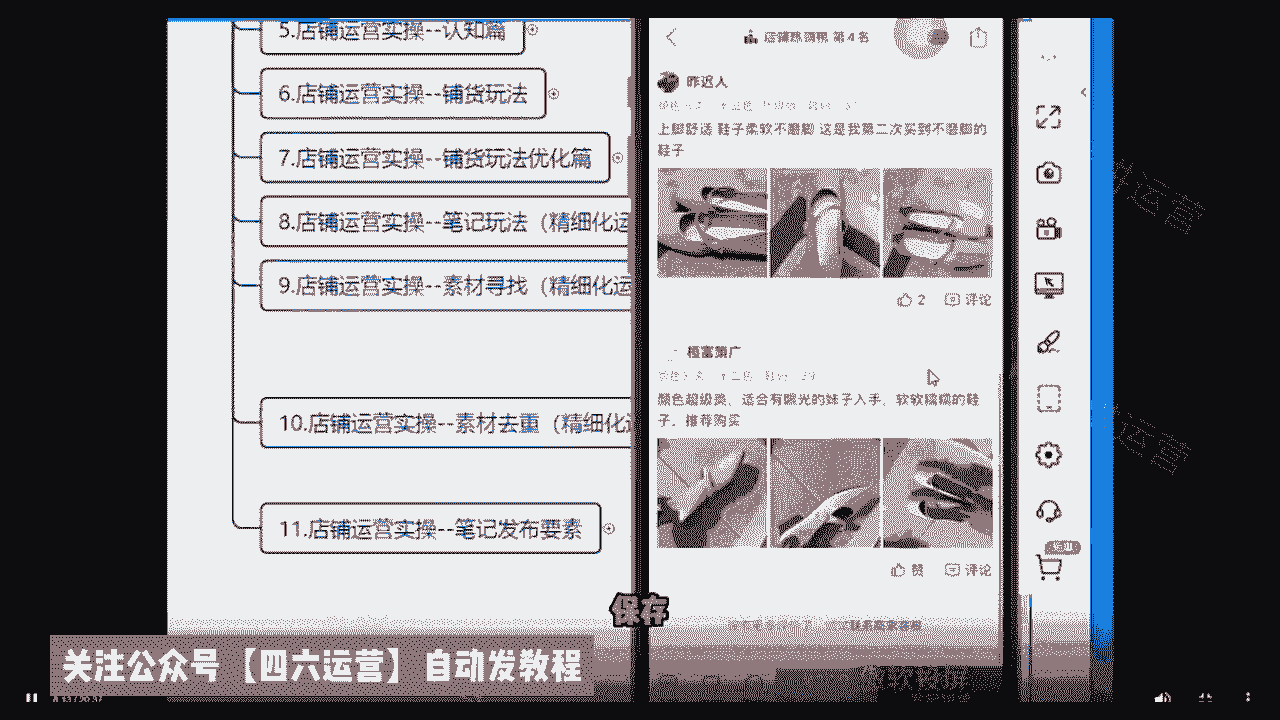 5.店铺运营实操--认知篇
6.店铺运营实操--铺货玩法
7.店铺运营实操--铺货玩法优化篇
8.店铺运营实操--笔记玩法（精细化运
9.店铺运营实操--素材寻找（精细化运
10.店铺运营实操--素材去重（精细化运
11.店铺运营实操--笔记发布要素
第4名
昨迟人
上脚舒适 鞋子柔软不磨脚 这是我第二次买到不磨脚的
鞋子
2
评论
橙富策广
颜色超级美，适合有眼光的妹子入手，软软糯糯的鞋
子，推荐购买
赞
评论
保存
关注公众号【四六运营】自动发教程
运营
运营